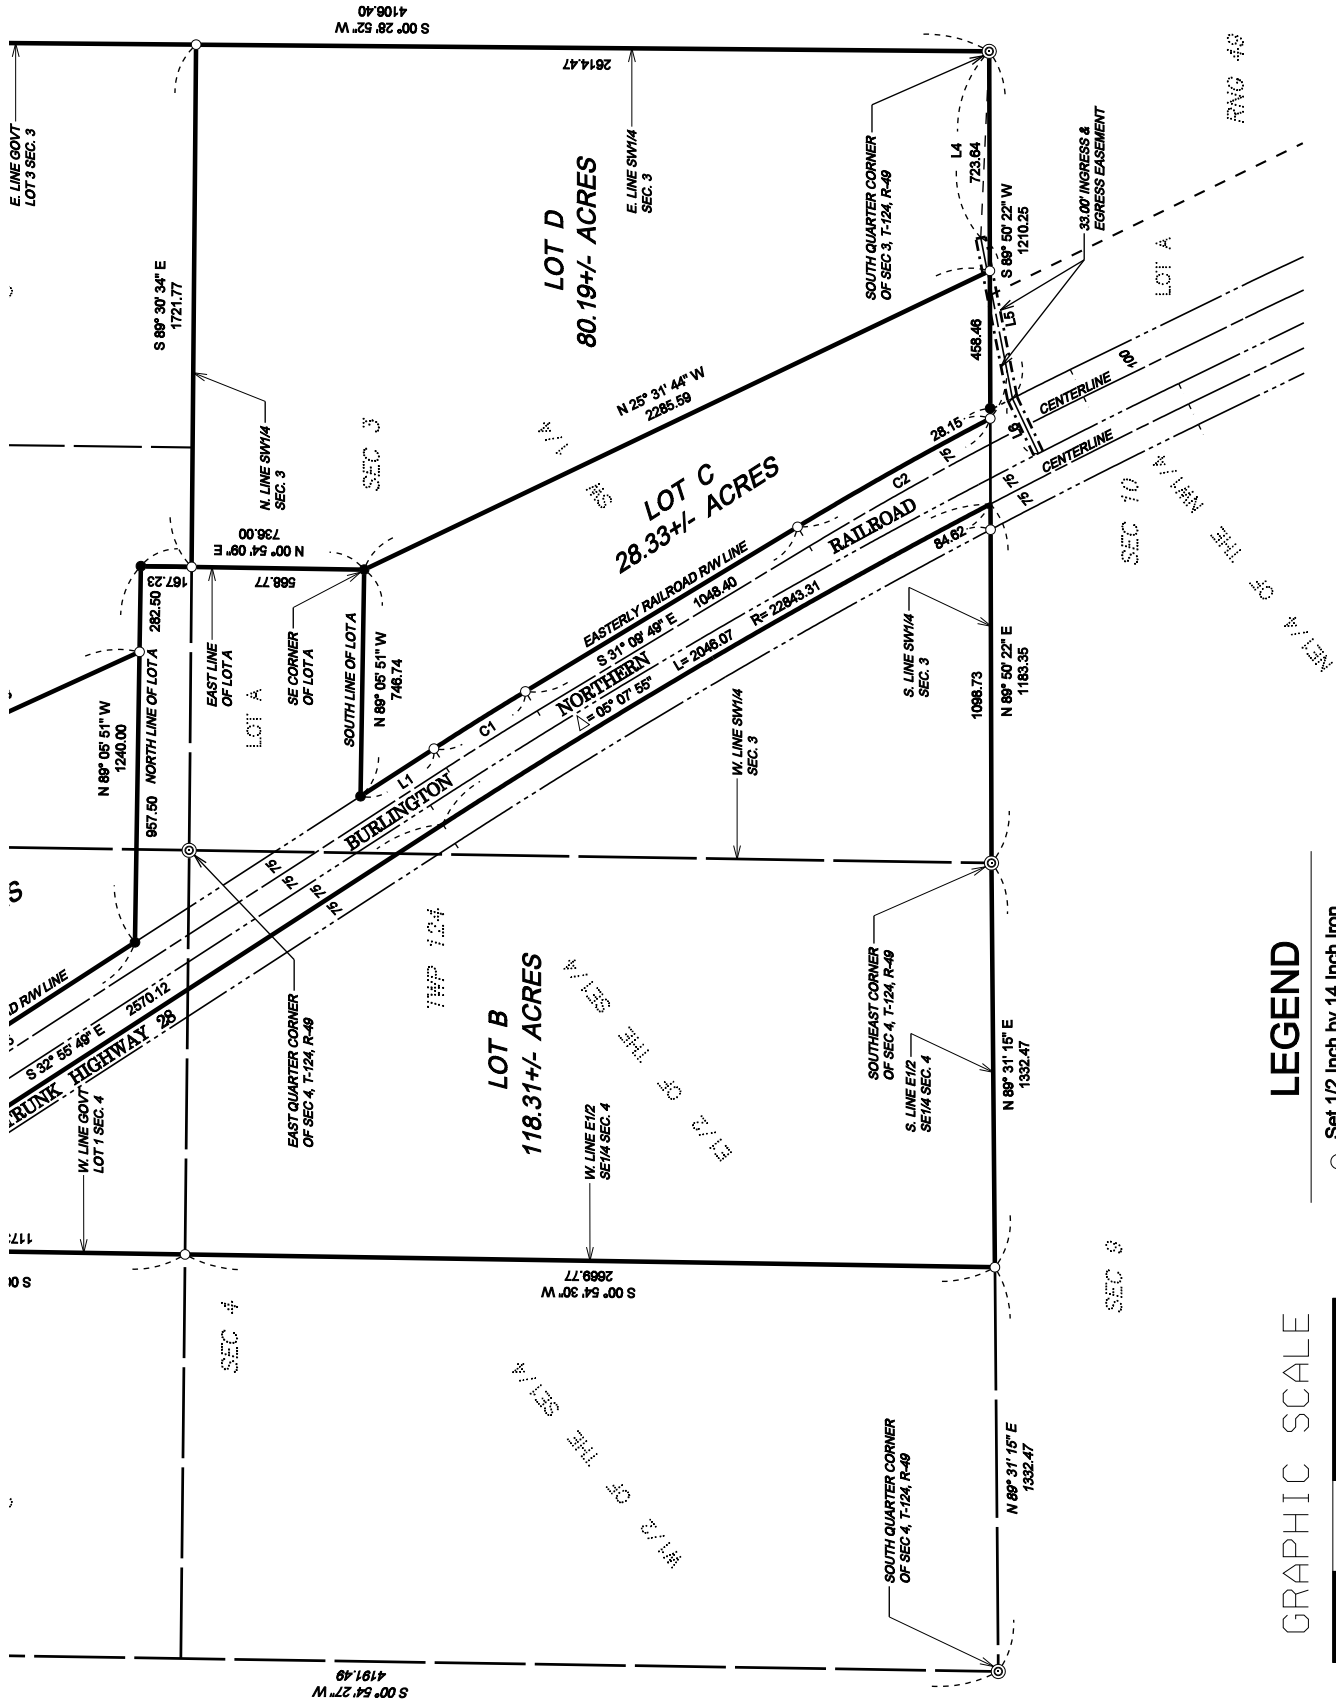 S 00° 28' 52" W
4106.40
2614.47
E. LINE GOVT
LOT 3 SEC. 3
E. LINE SW1/4
SEC. 3
LOT D
80.19+/- ACRES
SOUTH QUARTER CORNER
OF SEC 3, T-124, R-49
L4
723.64
S 89° 50' 22" W
1210.25
33.00' INGRESS &
EGRESS EASEMENT
RNG 49
LOT A
S 89° 30' 34" E
1721.77
N. LINE SW1/4
SEC. 3
SEC 3
SW 1/4
N 25° 31' 44" W
2285.59
458.46
L5
L6
100
CENTERLINE
CENTERLINE
75
75
75
28.15
C2
LOT C
28.33+/- ACRES
RAILROAD
84.62
SEC 10
NE1/4 OF THE NW1/4
N 00° 54' 09" E
736.00
568.77
167.23
282.50
EAST LINE
OF LOT A
SE CORNER
OF LOT A
LOT A
SOUTH LINE OF LOT A
N 89° 05' 51" W
746.74
N 89° 05' 51" W
1240.00
957.50 NORTH LINE OF LOT A
EASTERLY RAILROAD R/W LINE
S 31° 09' 49" E 1048.40
NORTHERN
L= 2046.07 R= 22843.31
△= 05° 07' 55"
C1
L1
BURLINGTON
75
75
75
75
S. LINE SW1/4
SEC. 3
1098.73
N 89° 50' 22" E
1183.35
W. LINE SW1/4
SEC. 3
S
D R/W LINE
S 32° 55' 49" E 2570.12
TRUNK HIGHWAY 28
W. LINE GOVT
LOT 1 SEC. 4
EAST QUARTER CORNER
OF SEC 4, T-124, R-49
TWP 124
LOT B
118.31+/- ACRES
E1/2 OF THE SE1/4
SOUTHEAST CORNER
OF SEC 4, T-124, R-49
S. LINE E1/2
SE1/4 SEC. 4
N 89° 31' 15" E
1332.47
W. LINE E1/2
SE1/4 SEC. 4
1173
S 00
S 00° 54' 30" W
2669.77
SEC 4
SEC 9
W1/2 OF THE SE1/4
SOUTH QUARTER CORNER
OF SEC 4, T-124, R-49
N 89° 31' 15" E
1332.47
S 00° 54' 27" W
4191.49
LEGEND
Set 1/2 Inch by 14 Inch Iron
GRAPHIC SCALE